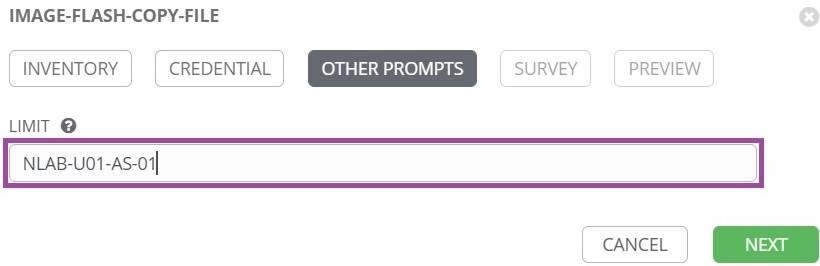 IMAGE-FLASH-COPY-FILE
INVENTORY CREDENTIAL OTHER PROMPTS SURVEY PREVIEW
LIMIT ?
NLAB-U01-AS-01
CANCEL NEXT